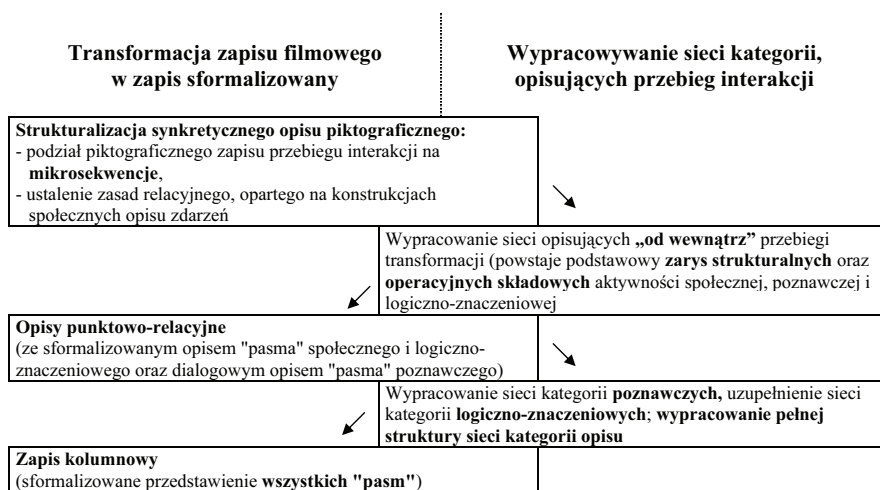 Transformacja zapisu filmowego
w zapis sformalizowany
Wypracowywanie sieci kategorii,
opisujących przebieg interakcji
Strukturalizacja synkretycznego opisu piktograficznego:
- podział piktograficznego zapisu przebiegu interakcji na
mikrosekwencje,
- ustalenie zasad relacyjnego, opartego na konstrukcjach
społecznych opisu zdarzeń
Wypracowanie sieci opisujących „od wewnątrz” przebiegi
transformacji (powstaje podstawowy zarys strukturalnych oraz
operacyjnych składowych aktywności społecznej, poznawczej i
logiczno-znaczeniowej
Opisy punktowo-relacyjne
(ze sformalizowanym opisem "pasma" społecznego i logiczno-
znaczeniowego oraz dialogowym opisem "pasma" poznawczego)
Wypracowanie sieci kategorii poznawczych, uzupełnienie sieci
kategorii logiczno-znaczeniowych; wypracowanie pełnej
struktury sieci kategorii opisu
Zapis kolumnowy
(sformalizowane przedstawienie wszystkich "pasm")